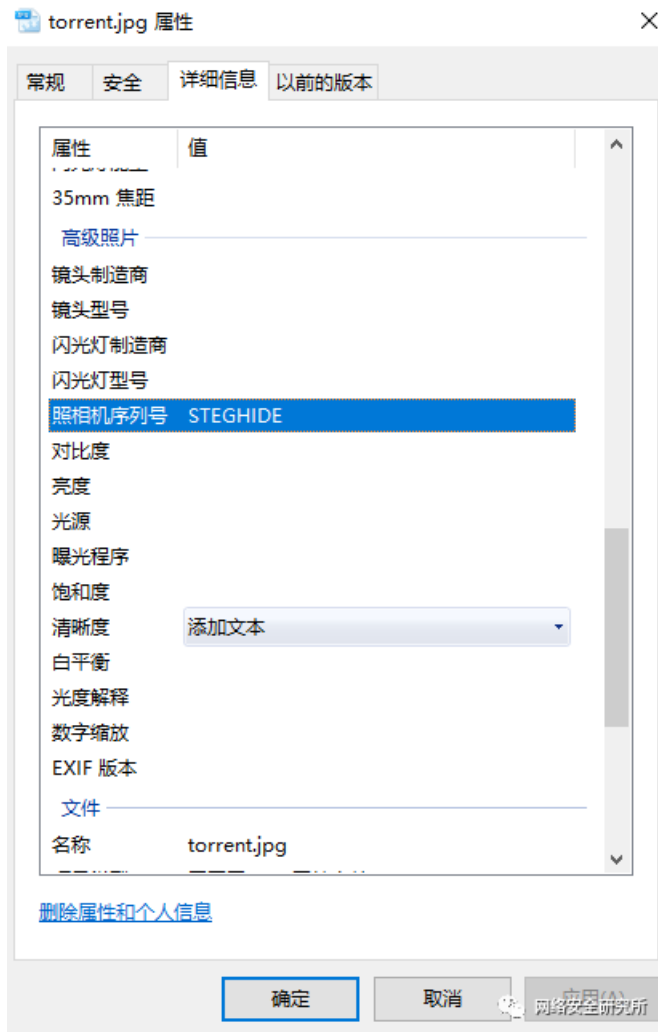 torrent.jpg 属性
常规 安全 详细信息 以前的版本
属性 值
35mm 焦距
高级照片
镜头制造商
镜头型号
闪光灯制造商
闪光灯型号
照相机序列号 STEGHIDE
对比度
亮度
光源
曝光程序
饱和度
清晰度 添加文本
白平衡
光度解释
数字缩放
EXIF 版本
文件
名称 torrent.jpg
删除属性和个人信息
确定 取消 应用(A)
网络安全研究所